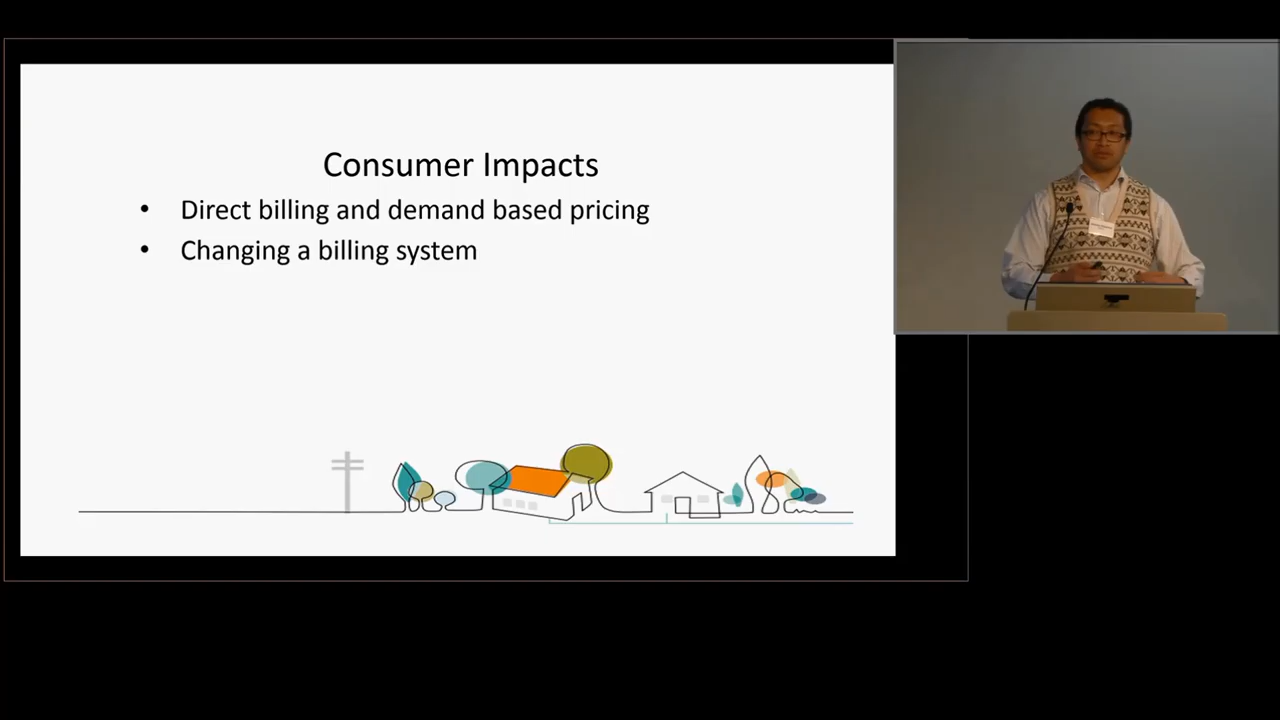 Consumer Impacts
• Direct billing and demand based pricing
• Changing a billing system